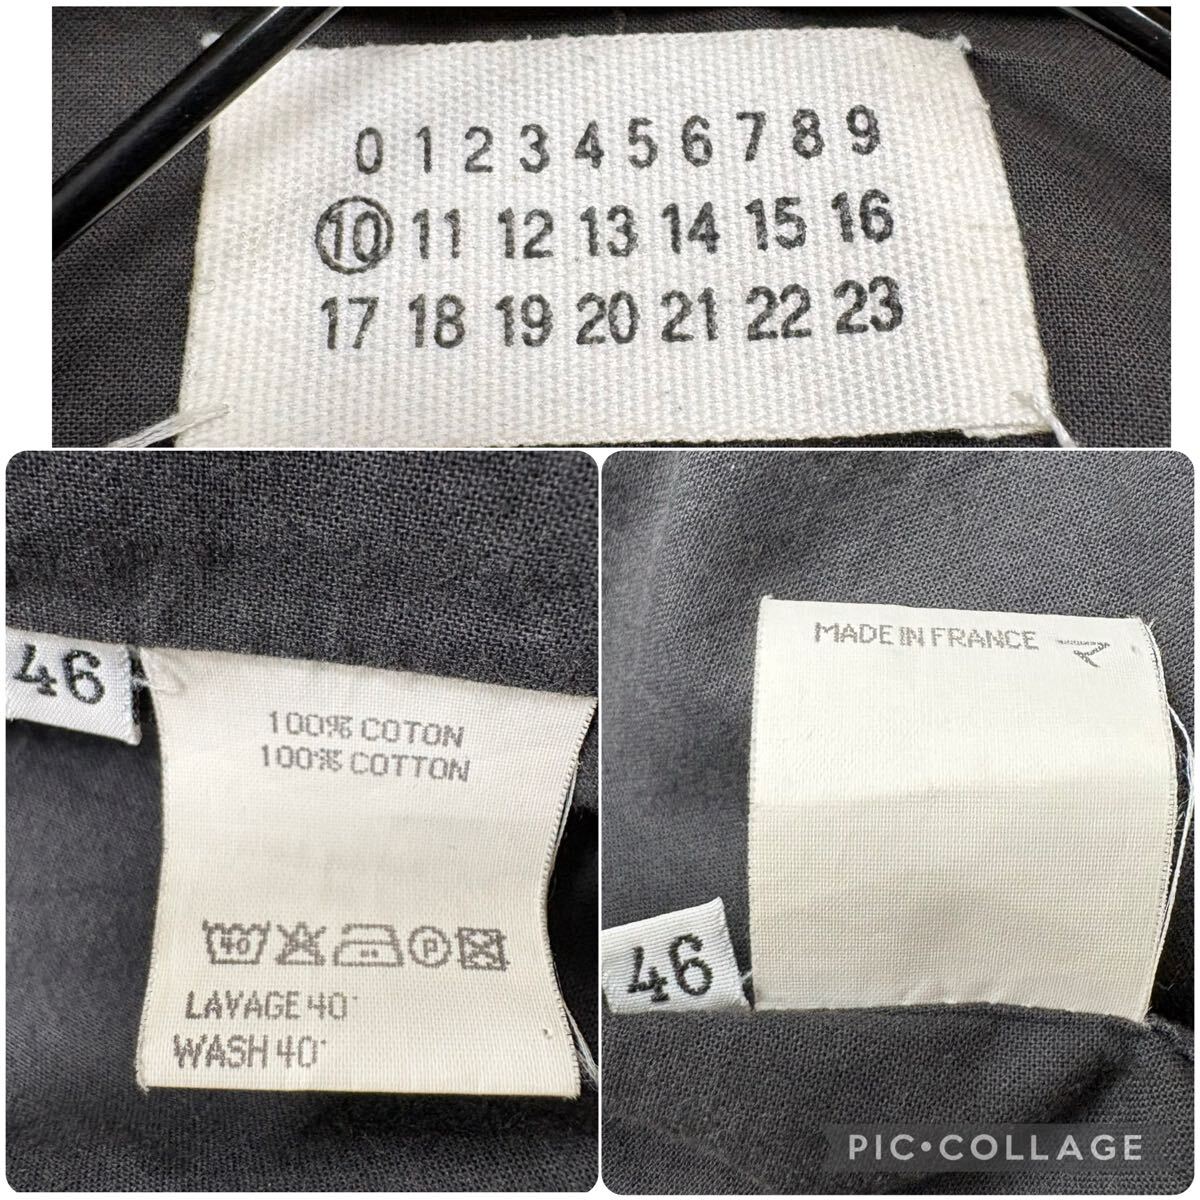 0 1 2 3 4 5 6 7 8 9
10 11 12 13 14 15 16
17 18 19 20 21 22 23
46
100% COTON
100% COTTON
40 P
LAVAGE 40°
WASH 40°
MADE IN FRANCE
46
PIC•COLLAGE